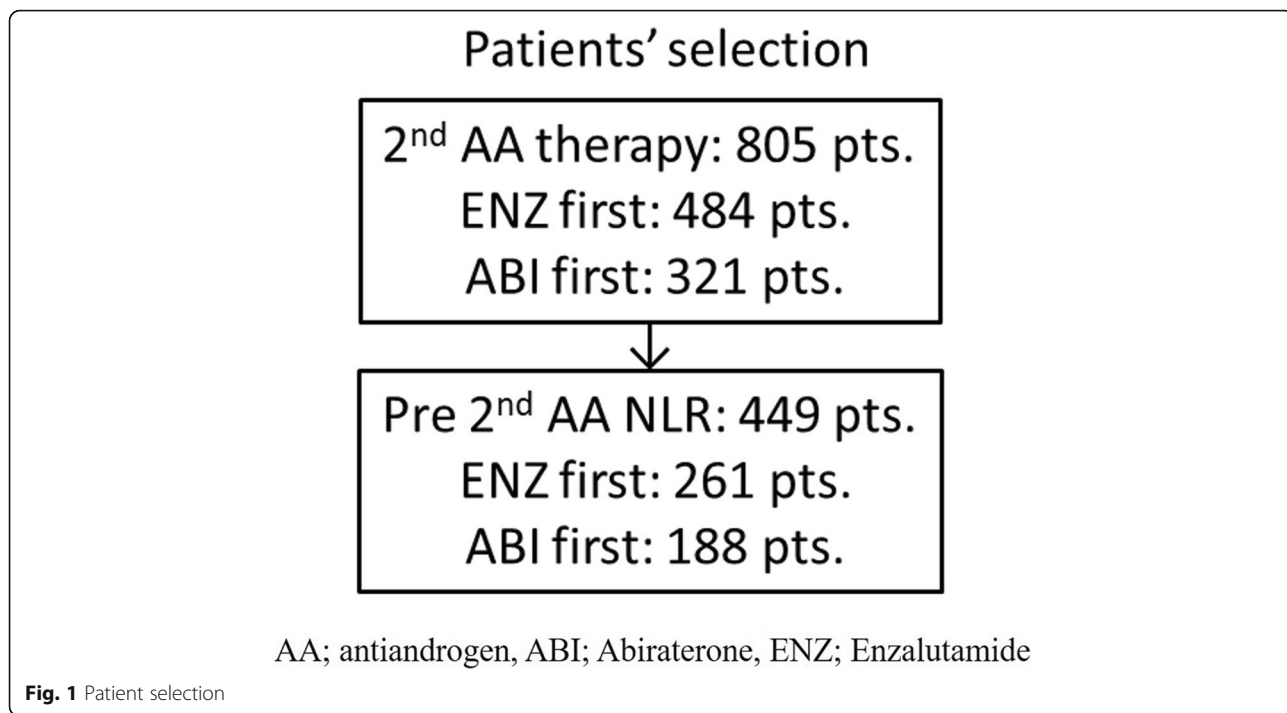 Patients' selection
2nd AA therapy: 805 pts.
ENZ first: 484 pts.
ABI first: 321 pts.
Pre 2nd AA NLR: 449 pts.
ENZ first: 261 pts.
ABI first: 188 pts.
AA; antiandrogen, ABI; Abiraterone, ENZ; Enzalutamide
Fig. 1 Patient selection